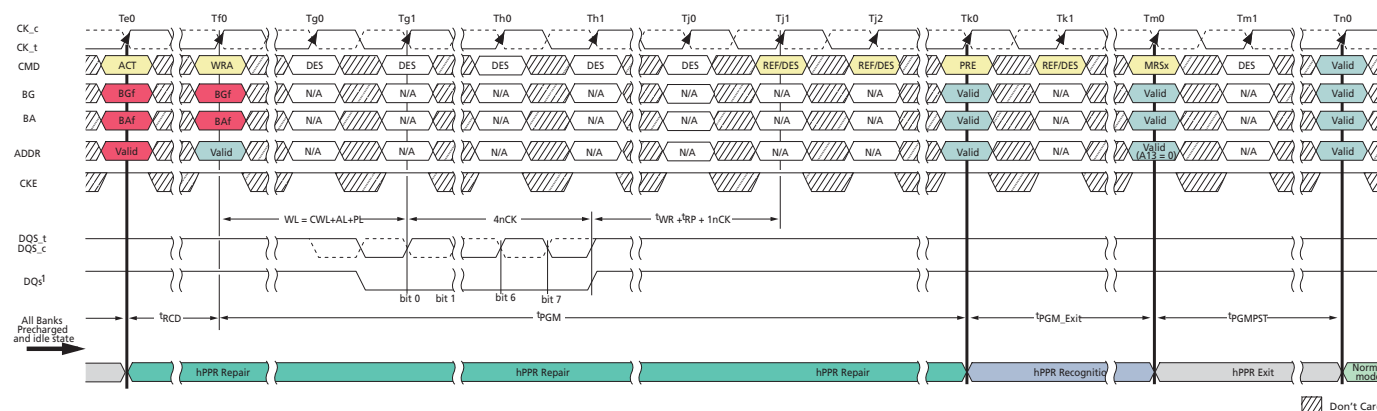 Te0 Tf0 Tg0 Tg1 Th0 Th1 Tj0 Tj1 Tj2 Tk0 Tk1 Tm0 Tm1 Tn0
CK_c
CK_t
CMD ACT WRA DES DES DES DES DES REF/DES REF/DES PRE REF/DES MRSx DES Valid
BG BGf BGf N/A N/A N/A N/A N/A N/A N/A Valid N/A Valid N/A Valid
BA BAf BAf N/A N/A N/A N/A N/A N/A N/A Valid N/A Valid N/A Valid
ADDR Valid Valid N/A N/A N/A N/A N/A N/A N/A Valid N/A Valid (A13 = 0) N/A Valid
CKE
WL = CWL+AL+PL 4nCK tWR +tRP + 1nCK
DQS_t
DQS_c
DQs1
bit 0 bit 1 bit 6 bit 7
All Banks
Precharged
and idle state
tRCD tPGM tPGM_Exit tPGMPST
hPPR Repair hPPR Repair hPPR Repair hPPR Recognitio hPPR Exit Norm
mod
Don't Car